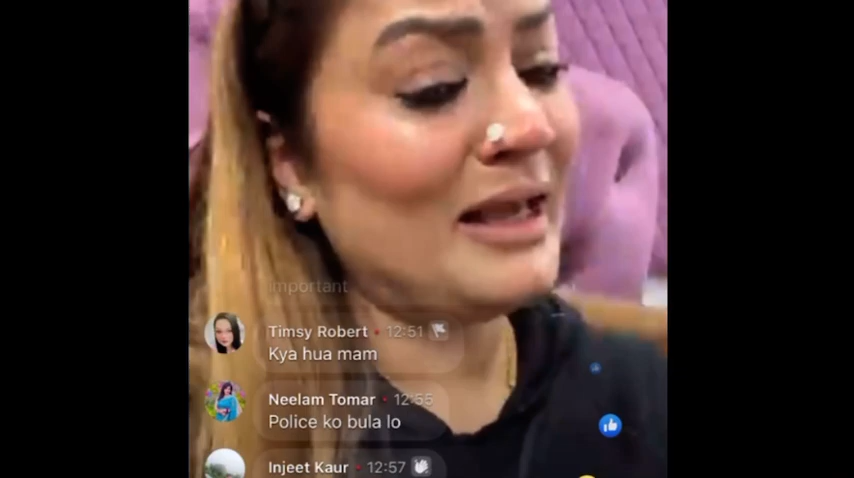 Important
Timsy Robert • 12:51
Kya hua mam
Neelam Tomar • 12:55
Police ko bula lo
Injeet Kaur • 12:57